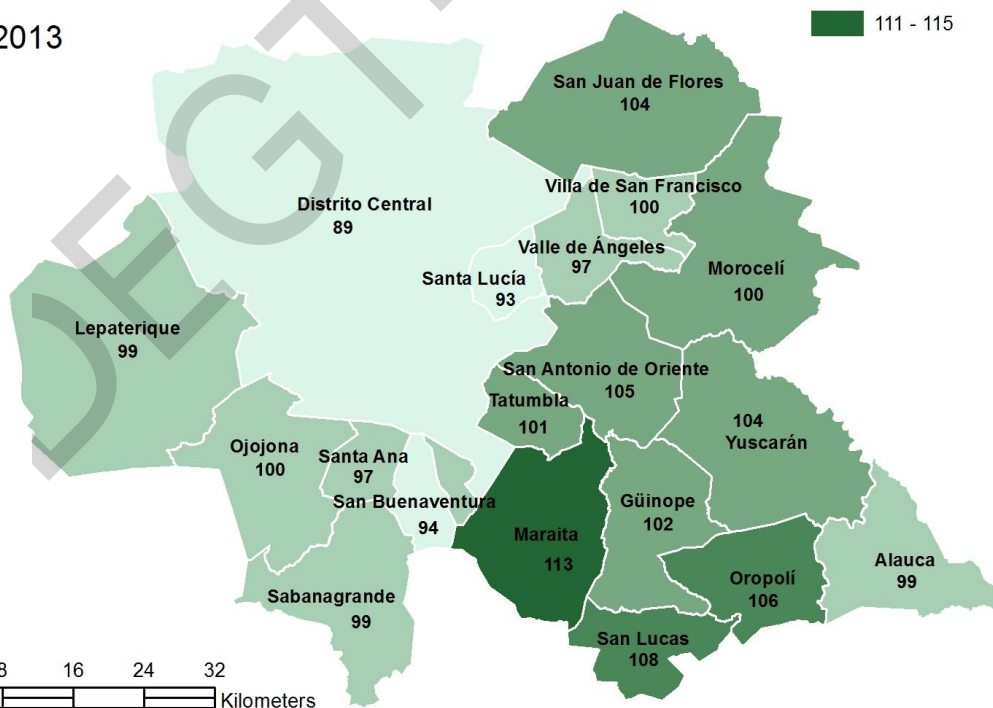 2013
111 - 115
San Juan de Flores
104
Villa de San Francisco
100
Distrito Central
89
Valle de Ángeles
97
Santa Lucía
93
Morocelí
100
Lepaterique
99
San Antonio de Oriente
105
Tatumbla
101
104
Yuscarán
Ojojona
100
Santa Ana
97
San Buenaventura
94
Güinope
102
Maraita
113
Alauca
99
Oropolí
106
Sabanagrande
99
San Lucas
108
8 16 24 32
Kilometers
DEGT